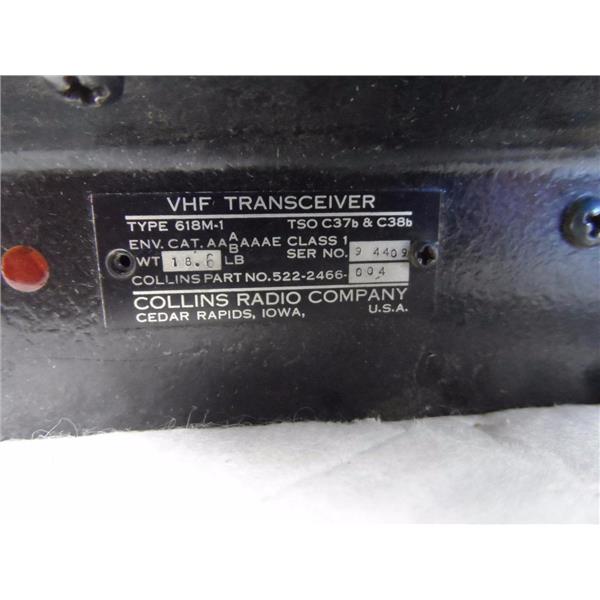 VHF TRANSCEIVER
TYPE 618M-1 TSO C37b & C38b
ENV. CAT. AA A/B AAAE CLASS 1
WT 18.6 LB SER NO. 9 4409
COLLINS PART NO. 522-2466- 004
COLLINS RADIO COMPANY
CEDAR RAPIDS, IOWA, U.S.A.